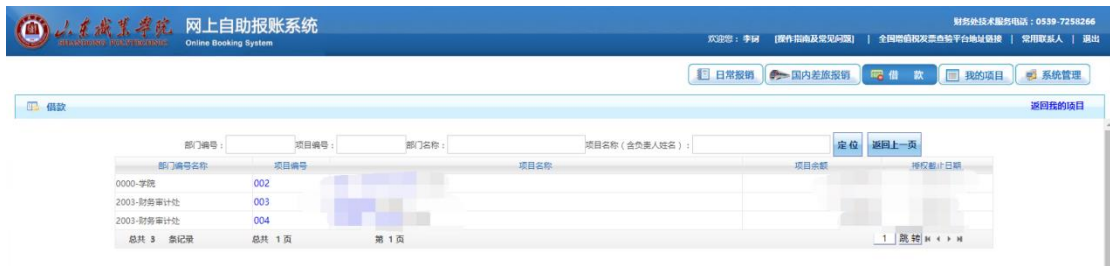 网上自助报账系统
Online Booking System
财务处技术服务电话：0539-7258266
欢迎您：李 [操作指南及常见问题] | 全国增值税发票查验平台地址链接 | 常用联系人 | 退出
日常报销 国内差旅报销 借 款 我的项目 系统管理
借款 返回我的项目
部门编号： 项目编号： 部门名称： 项目名称（含负责人姓名）： 定位 返回上一页
部门编号名称 项目编号 项目名称 项目余额 授权截止日期
0000-学院 002
2003-财务审计处 003
2003-财务审计处 004
总共 3 条记录 总共 1 页 第 1 页 1 跳 转